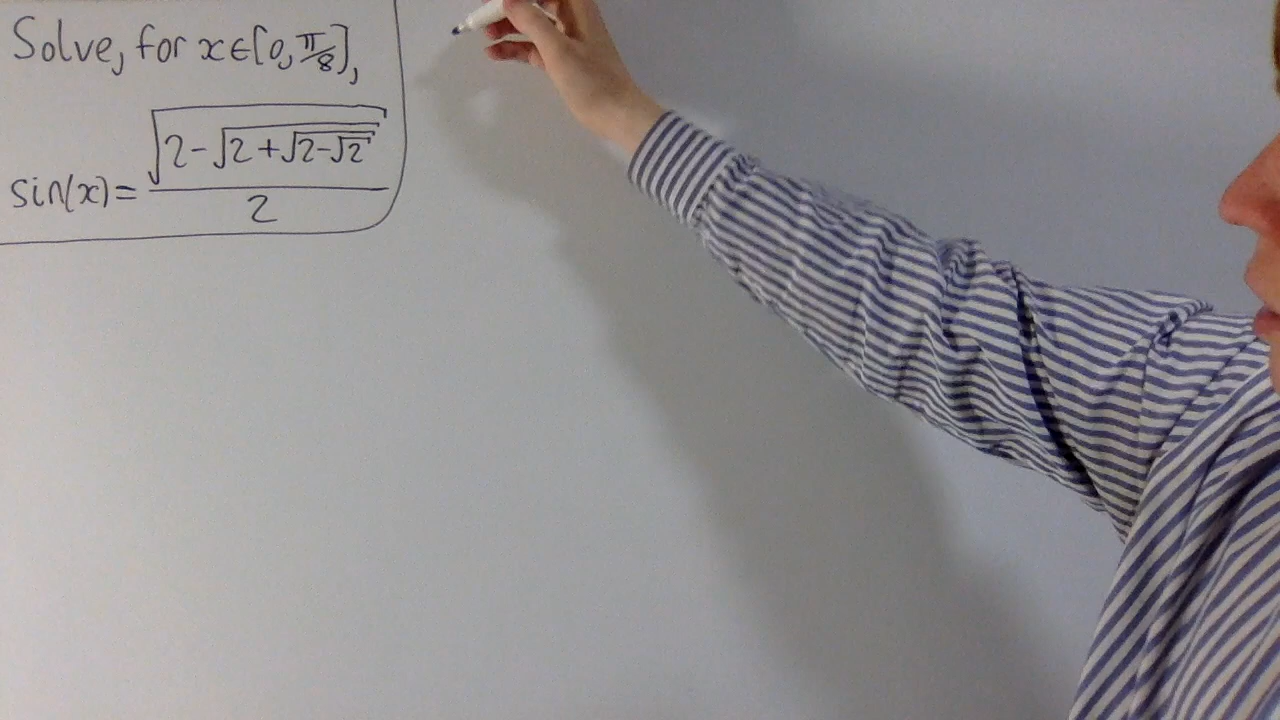 Solve, for x∈[0, π/8],
sin(x) = √(2-√(2+√(2-√2))) / 2